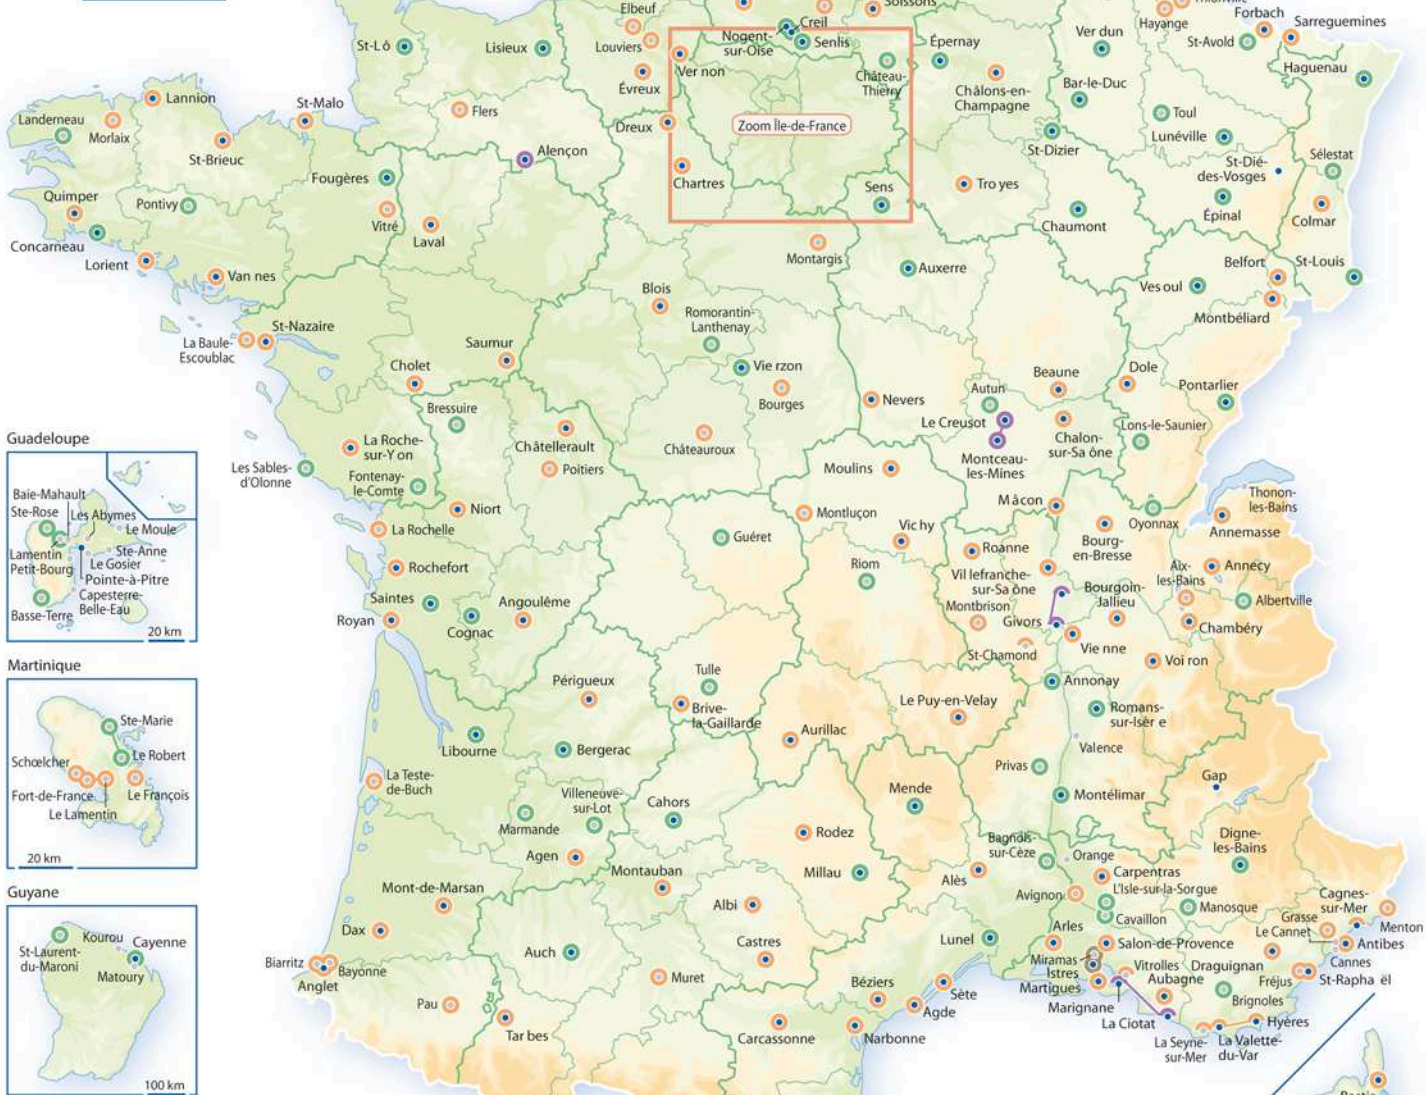 Elbeuf
Soissons
Thionville
Hayange
Forbach
Sarreguemines
St-Lô
Lisieux
Louviers
Nogent-
sur-Oise
Creil
Senlis
Épernay
Ver dun
St-Avold
Haguenau
Ver non
Évreux
Château-
Thierry
Châlons-en-
Champagne
Bar-le-Duc
Toul
Lunéville
Lannion
St-Malo
Landerneau
Morlaix
St-Brieuc
Flers
Dreux
Zoom Île-de-France
St-Dizier
St-Dié-
des-Vosges
Sélestat
Alençon
Fougères
Chartres
Sens
Tro yes
Chaumont
Épinal
Colmar
Quimper
Pontivy
Vitré
Laval
Concarneau
Lorient
Van nes
Montargis
Auxerre
Ves oul
Belfort
St-Louis
Montbéliard
Blois
Romorantin-
Lanthenay
St-Nazaire
La Baule-
Escoublac
Saumur
Cholet
Vie rzon
Bourges
Nevers
Autun
Beaune
Dole
Pontarlier
Bressuire
Le Creusot
Chalon-
sur-Sa ône
Lons-le-Saunier
La Roche-
sur-Y on
Châtellerault
Poitiers
Châteauroux
Moulins
Montceau-
les-Mines
Les Sables-
d'Olonne
Fontenay-
le-Comte
Niort
Mâcon
Oyonnax
Thonon-
les-Bains
Annemasse
La Rochelle
Montluçon
Vic hy
Bourg-
en-Bresse
Guéret
Roanne
Rochefort
Riom
Vil lefranche-
sur-Sa ône
Aix-
les-Bains
Annecy
Saintes
Angoulême
Montbrison
Bourgoin-
Jallieu
Albertville
Royan
Cognac
Givors
Chambéry
St-Chamond
Vie nne
Voi ron
Tulle
Annonay
Périgueux
Brive-
la-Gaillarde
Le Puy-en-Velay
Romans-
sur-Isèr e
Libourne
Bergerac
Aurillac
Valence
La Teste-
de-Buch
Villeneuve-
sur-Lot
Marmande
Cahors
Mende
Privas
Montélimar
Gap
Agen
Montauban
Rodez
Millau
Bagnols-
sur-Cèze
Orange
Digne-
les-Bains
Mont-de-Marsan
Albi
Alès
Avignon
Carpentras
L'Isle-sur-la-Sorgue
Cavaillon
Manosque
Cagnes-
sur-Mer
Grasse
Le Cannet
Menton
Antibes
Cannes
Dax
Auch
Castres
Lunel
Arles
Salon-de-Provence
Miramas
Istres
Martigues
Vitrolles
Aubagne
Draguignan
Fréjus
St-Rapha ël
Brignoles
Biarritz
Bayonne
Anglet
Muret
Pau
Tar bes
Béziers
Sète
Agde
Carcassonne
Narbonne
Marignane
La Ciotat
La Seyne-
sur-Mer
La Valette-
du-Var
Hyères
Bastia
Guadeloupe
Baie-Mahault
Ste-Rose
Les Abymes
Le Moule
Lamentin
Petit-Bourg
Ste-Anne
Le Gosier
Pointe-à-Pitre
Capesterre-
Belle-Eau
Basse-Terre
20 km
Martinique
Ste-Marie
Le Robert
Schœlcher
Fort-de-France
Le François
Le Lamentin
20 km
Guyane
St-Laurent-
du-Maroni
Kourou
Cayenne
Matoury
100 km